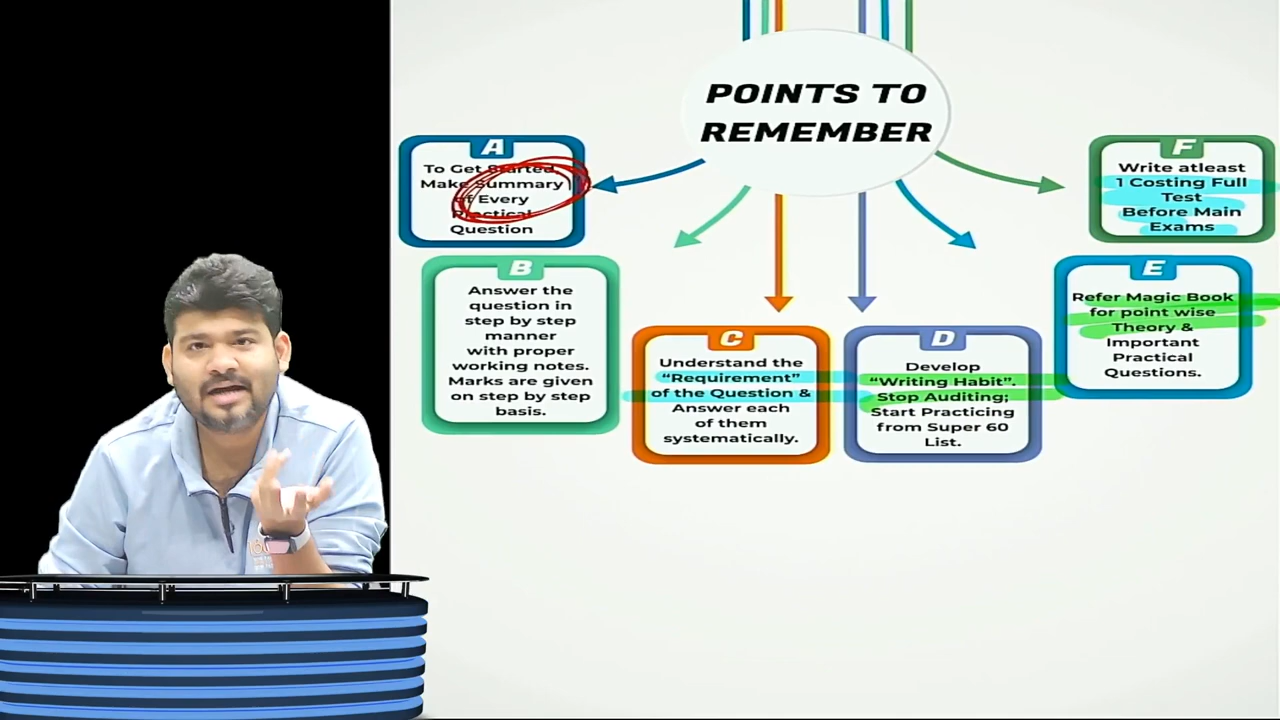 POINTS TO
REMEMBER
A
To Get Started,
Make Summary
of Every
Practical
Question
B
Answer the
question in
step by step
manner
with proper
working notes.
Marks are given
on step by step
basis.
C
Understand the
“Requirement”
of the Question &
Answer each
of them
systematically.
D
Develop
“Writing Habit”.
Stop Auditing;
Start Practicing
from Super 60
List.
E
Refer Magic Book
for point wise
Theory &
Important
Practical
Questions.
F
Write atleast
1 Costing Full
Test
Before Main
Exams